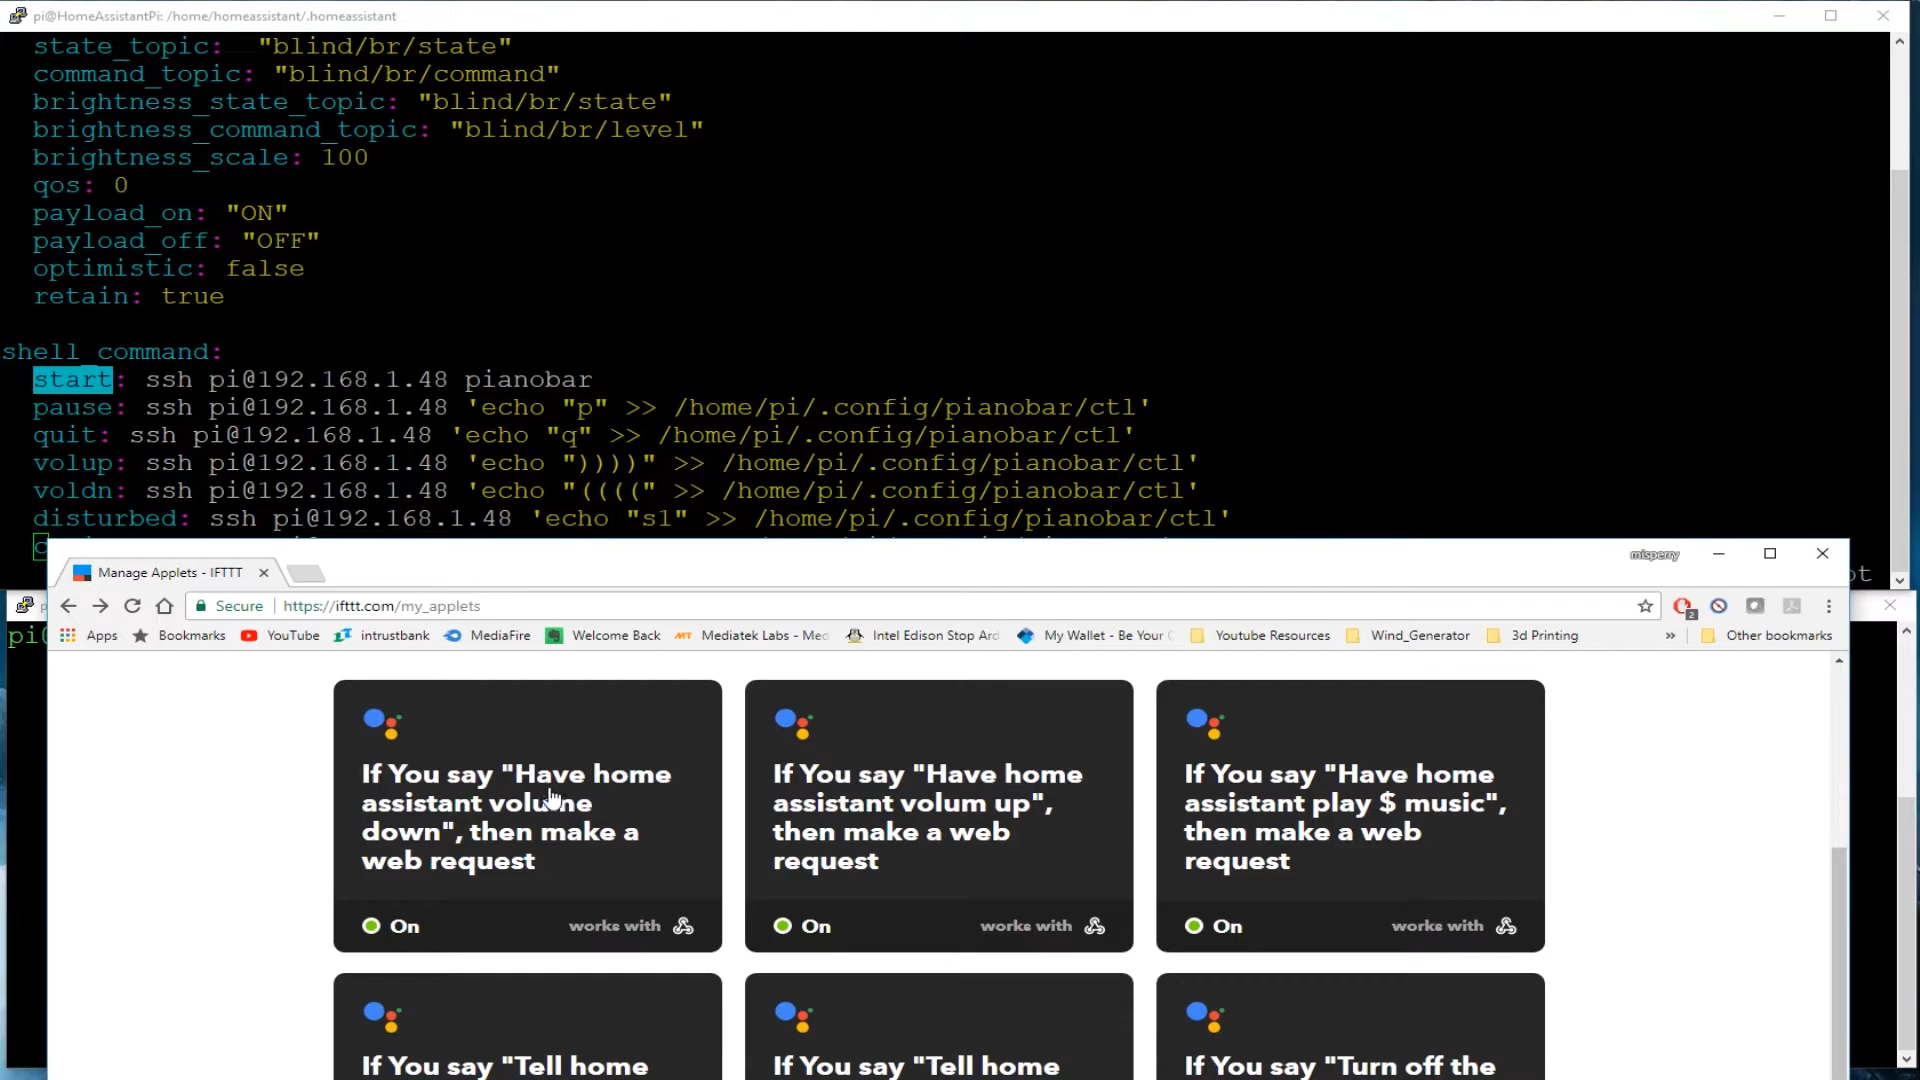 pi@HomeAssistantPi: /home/homeassistant/.homeassistant
state_topic:  "blind/br/state"
command_topic: "blind/br/command"
brightness_state_topic: "blind/br/state"
brightness_command_topic: "blind/br/level"
brightness_scale: 100
qos: 0
payload_on: "ON"
payload_off: "OFF"
optimistic: false
retain: true
shell_command:
start: ssh pi@192.168.1.48 pianobar
pause: ssh pi@192.168.1.48 'echo "p" >> /home/pi/.config/pianobar/ctl'
quit: ssh pi@192.168.1.48 'echo "q" >> /home/pi/.config/pianobar/ctl'
volup: ssh pi@192.168.1.48 'echo "))))" >> /home/pi/.config/pianobar/ctl'
voldn: ssh pi@192.168.1.48 'echo "((((" >> /home/pi/.config/pianobar/ctl'
disturbed: ssh pi@192.168.1.48 'echo "s1" >> /home/pi/.config/pianobar/ctl'
misperry
Manage Applets - IFTTT
Secure https://ifttt.com/my_applets
Apps Bookmarks YouTube intrustbank MediaFire Welcome Back Mediatek Labs - Med Intel Edison Stop Ard My Wallet - Be Your Youtube Resources Wind_Generator 3d Printing » Other bookmarks
If You say "Have home
assistant volume
down", then make a
web request
On works with
If You say "Have home
assistant volum up",
then make a web
request
On works with
If You say "Have home
assistant play $ music",
then make a web
request
On works with
If You say "Tell home
If You say "Tell home
If You say "Turn off the